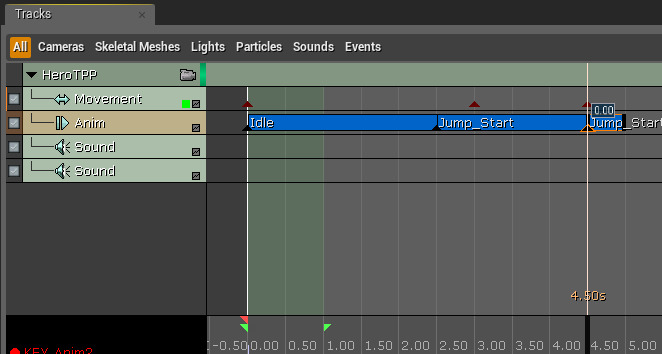 Tracks
All Cameras Skeletal Meshes Lights Particles Sounds Events
HeroTPP
Movement
0.00
Anim Idle Jump_Start Jump_Start
Sound
Sound
4.50s
-0.50 0.00 0.50 1.00 1.50 2.00 2.50 3.00 3.50 4.00 4.50 5.00
KEY Anim2